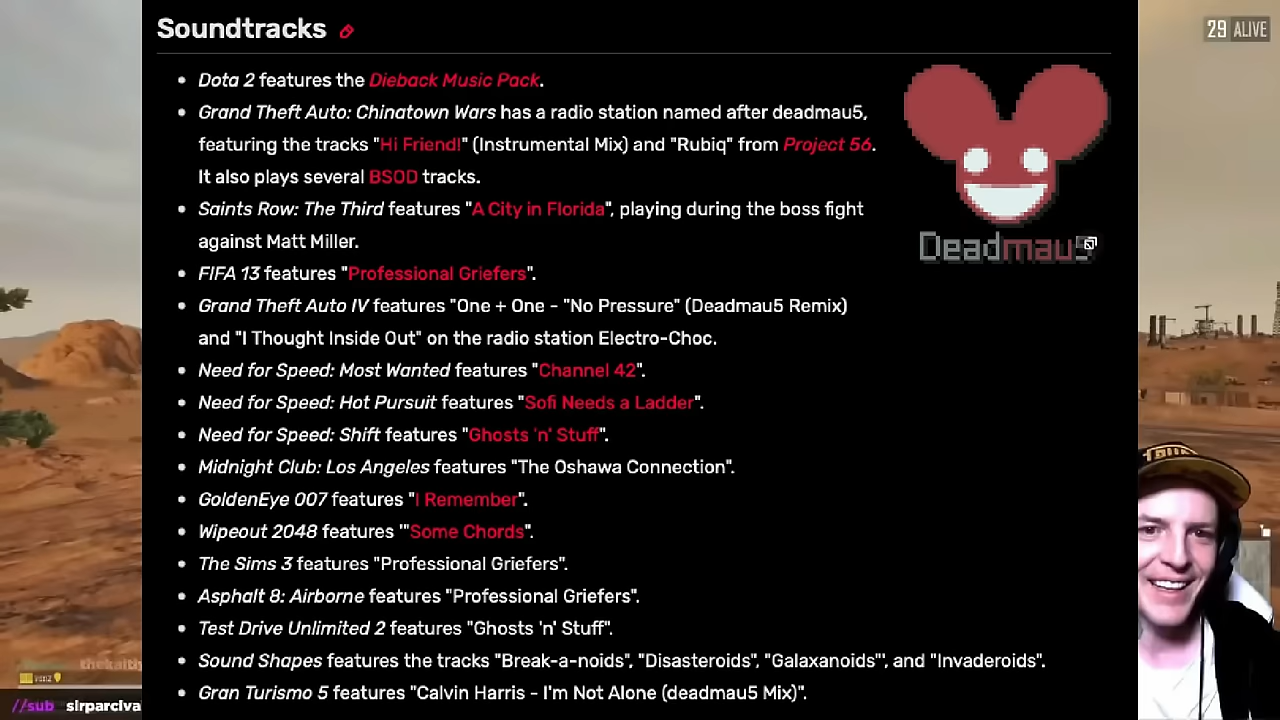 Soundtracks
29 ALIVE
Dota 2 features the Dieback Music Pack.
Grand Theft Auto: Chinatown Wars has a radio station named after deadmau5,
featuring the tracks "Hi Friend!" (Instrumental Mix) and "Rubiq" from Project 56.
It also plays several BSOD tracks.
Saints Row: The Third features "A City in Florida", playing during the boss fight
against Matt Miller.
Deadmau5
FIFA 13 features "Professional Griefers".
Grand Theft Auto IV features "One + One - "No Pressure" (Deadmau5 Remix)
and "I Thought Inside Out" on the radio station Electro-Choc.
Need for Speed: Most Wanted features "Channel 42".
Need for Speed: Hot Pursuit features "Sofi Needs a Ladder".
Need for Speed: Shift features "Ghosts 'n' Stuff".
Midnight Club: Los Angeles features "The Oshawa Connection".
GoldenEye 007 features "I Remember".
Wipeout 2048 features '"Some Chords".
The Sims 3 features "Professional Griefers".
Asphalt 8: Airborne features "Professional Griefers".
Test Drive Unlimited 2 features "Ghosts 'n' Stuff".
Sound Shapes features the tracks "Break-a-noids", "Disasteroids", "Galaxanoids"', and "Invaderoids".
Gran Turismo 5 features "Calvin Harris - I'm Not Alone (deadmau5 Mix)".
//sub sirparciva